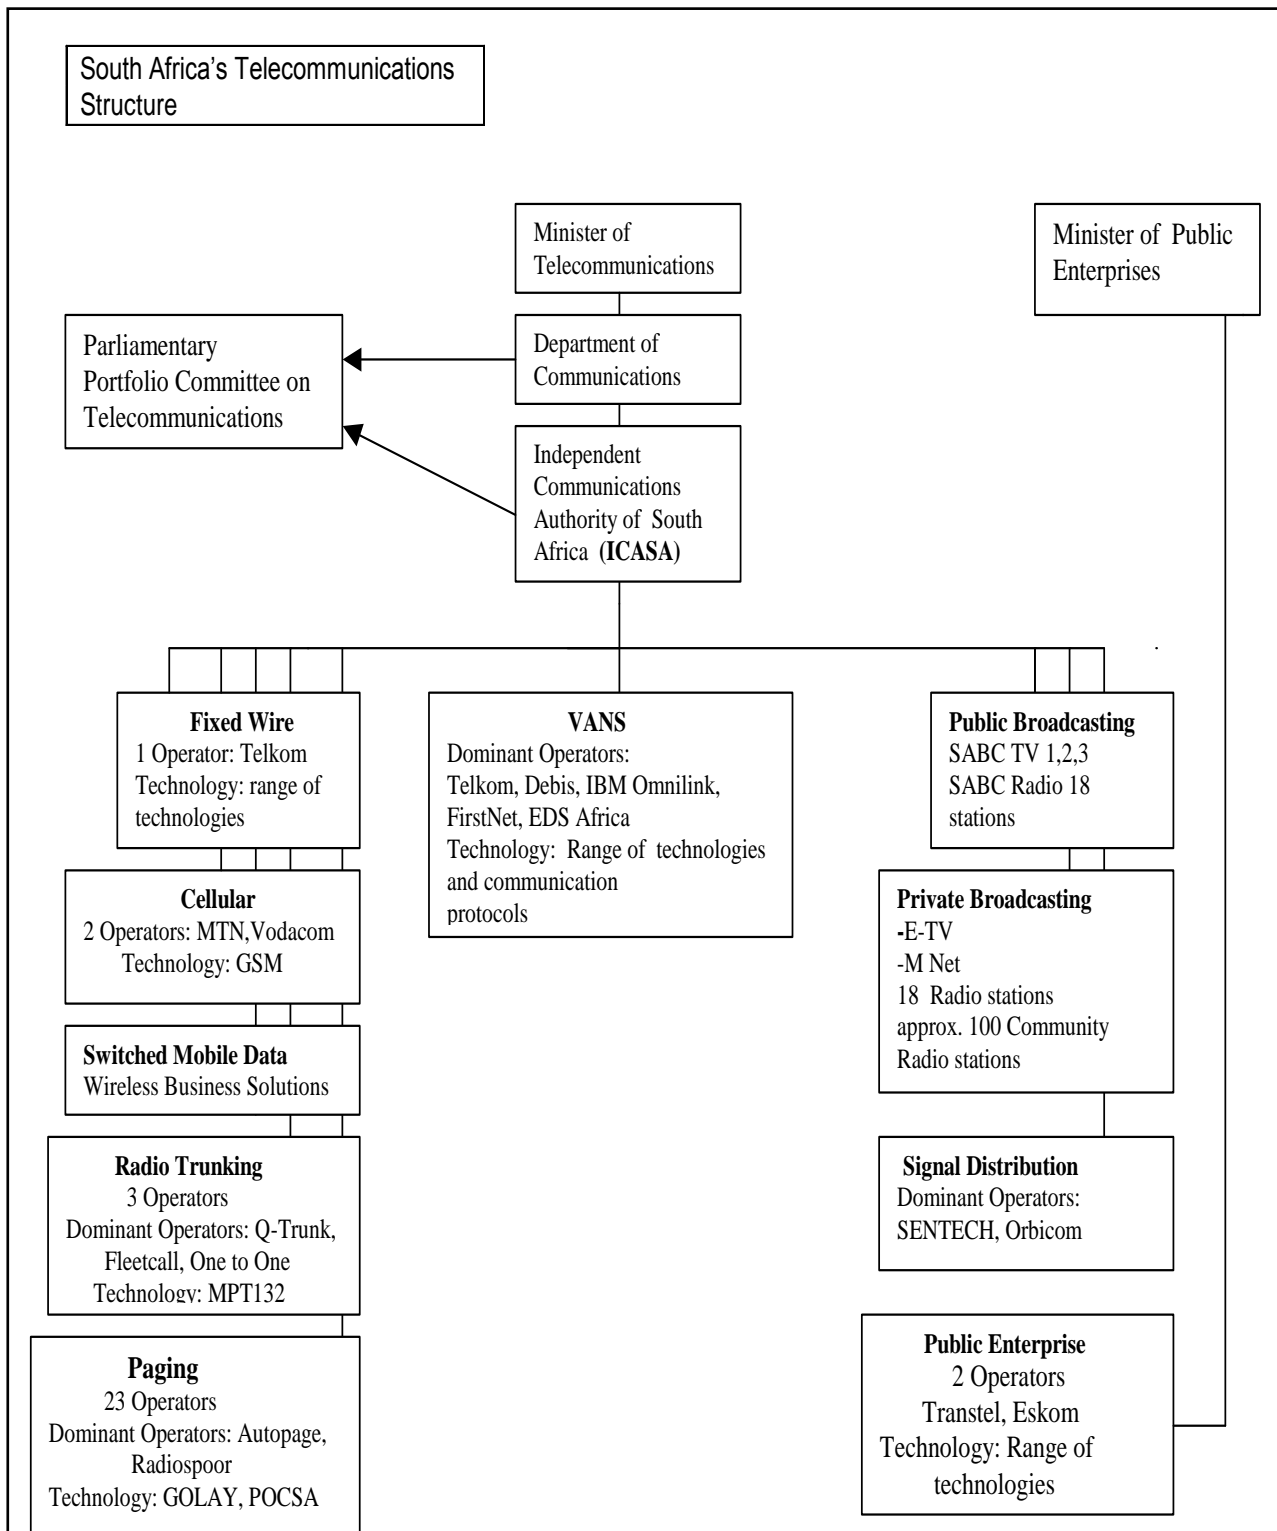 South Africa's Telecommunications
Structure
Minister of
Telecommunications
Minister of Public
Enterprises
Parliamentary
Portfolio Committee on
Telecommunications
Department of
Communications
Independent
Communications
Authority of South
Africa (ICASA)
Fixed Wire
1 Operator: Telkom
Technology: range of
technologies
VANS
Dominant Operators:
Telkom, Debis, IBM Omnilink,
FirstNet, EDS Africa
Technology: Range of technologies
and communication
protocols
Public Broadcasting
SABC TV 1,2,3
SABC Radio 18
stations
Cellular
2 Operators: MTN,Vodacom
Technology: GSM
Private Broadcasting
-E-TV
-M Net
18 Radio stations
approx. 100 Community
Radio stations
Switched Mobile Data
Wireless Business Solutions
Radio Trunking
3 Operators
Dominant Operators: Q-Trunk,
Fleetcall, One to One
Technology: MPT132
Signal Distribution
Dominant Operators:
SENTECH, Orbicom
Paging
23 Operators
Dominant Operators: Autopage,
Radiospoor
Technology: GOLAY, POCSA
Public Enterprise
2 Operators
Transtel, Eskom
Technology: Range of
technologies